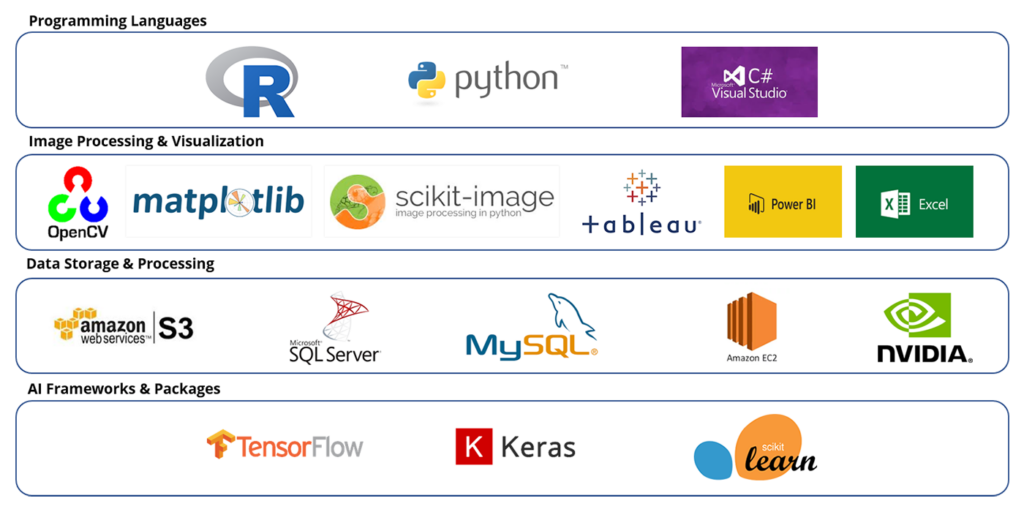 Programming Languages
R
python™
Microsoft
C#
Visual Studio
Image Processing & Visualization
OpenCV
matplotlib
scikit-image
image processing in python
tableau®
Power BI
X
Excel
Data Storage & Processing
amazon
web services™
S3
Microsoft®
SQL Server®
MySQL®
Amazon EC2
NVIDIA®
AI Frameworks & Packages
TensorFlow
K Keras
scikit
learn